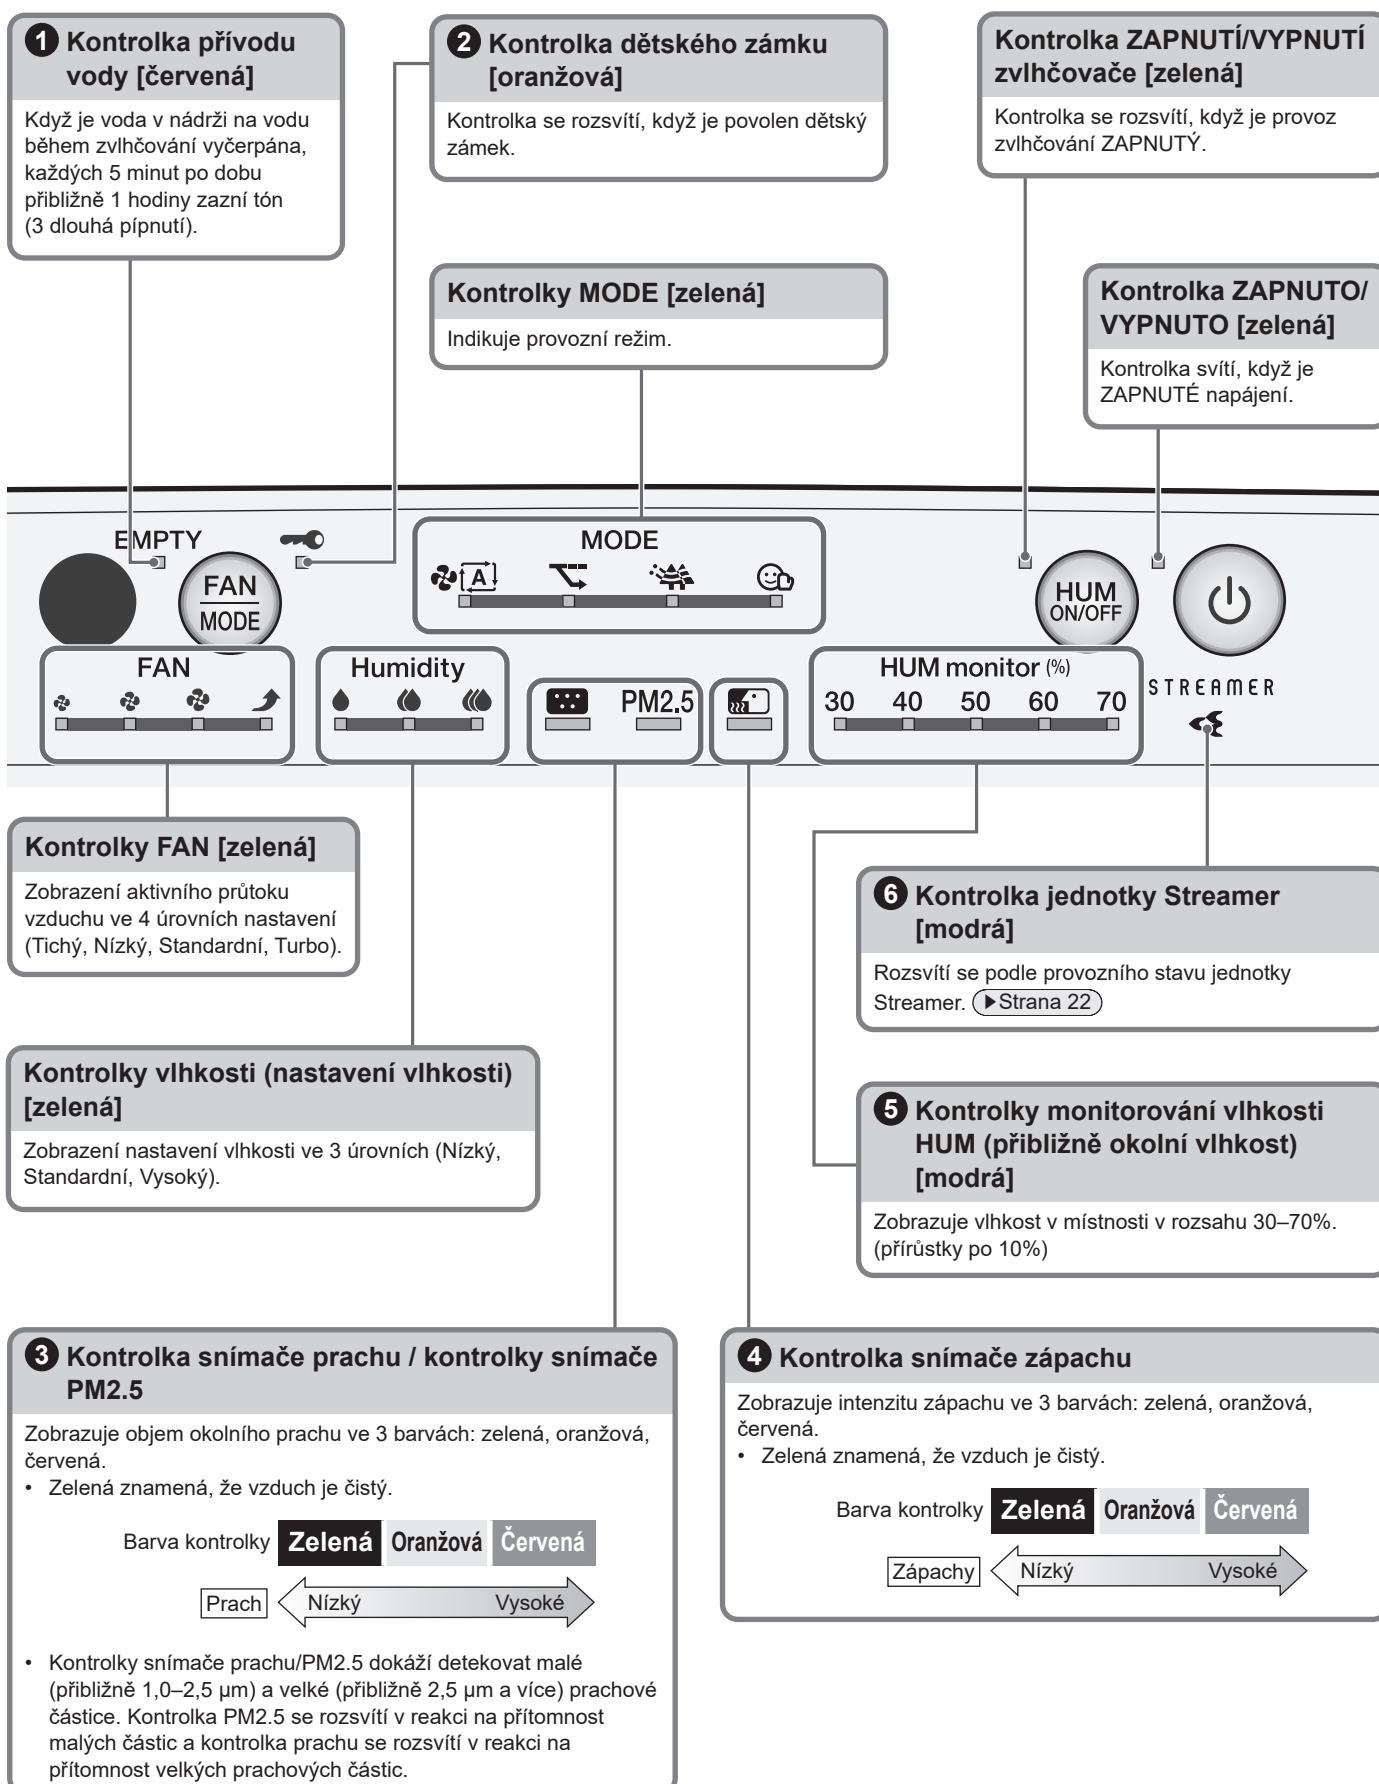 1 Kontrolka přívodu
vody [červená]
Když je voda v nádrži na vodu
během zvlhčování vyčerpána,
každých 5 minut po dobu
přibližně 1 hodiny zazní tón
(3 dlouhá pípnutí).
2 Kontrolka dětského zámku
[oranžová]
Kontrolka se rozsvítí, když je povolen dětský
zámek.
Kontrolka ZAPNUTÍ/VYPNUTÍ
zvlhčovače [zelená]
Kontrolka se rozsvítí, když je provoz
zvlhčování ZAPNUTÝ.
Kontrolky MODE [zelená]
Indikuje provozní režim.
Kontrolka ZAPNUTO/
VYPNUTO [zelená]
Kontrolka svítí, když je
ZAPNUTÉ napájení.
EMPTY
FAN
MODE
MODE
A
HUM
ON/OFF
FAN
Humidity
PM2.5
HUM monitor (%)
30 40 50 60 70
STREAMER
Kontrolky FAN [zelená]
Zobrazení aktivního průtoku
vzduchu ve 4 úrovních nastavení
(Tichý, Nízký, Standardní, Turbo).
6 Kontrolka jednotky Streamer
[modrá]
Rozsvítí se podle provozního stavu jednotky
Streamer. ▶Strana 22
Kontrolky vlhkosti (nastavení vlhkosti)
[zelená]
Zobrazení nastavení vlhkosti ve 3 úrovních (Nízký,
Standardní, Vysoký).
5 Kontrolky monitorování vlhkosti
HUM (přibližně okolní vlhkost)
[modrá]
Zobrazuje vlhkost v místnosti v rozsahu 30–70%.
(přírůstky po 10%)
3 Kontrolka snímače prachu / kontrolky snímače
PM2.5
Zobrazuje objem okolního prachu ve 3 barvách: zelená, oranžová,
červená.
• Zelená znamená, že vzduch je čistý.
Barva kontrolky Zelená Oranžová Červená
Prach Nízký Vysoké
• Kontrolky snímače prachu/PM2.5 dokáží detekovat malé
(přibližně 1,0–2,5 μm) a velké (přibližně 2,5 μm a více) prachové
částice. Kontrolka PM2.5 se rozsvítí v reakci na přítomnost
malých částic a kontrolka prachu se rozsvítí v reakci na
přítomnost velkých prachových částic.
4 Kontrolka snímače zápachu
Zobrazuje intenzitu zápachu ve 3 barvách: zelená, oranžová,
červená.
• Zelená znamená, že vzduch je čistý.
Barva kontrolky Zelená Oranžová Červená
Zápachy Nízký Vysoké